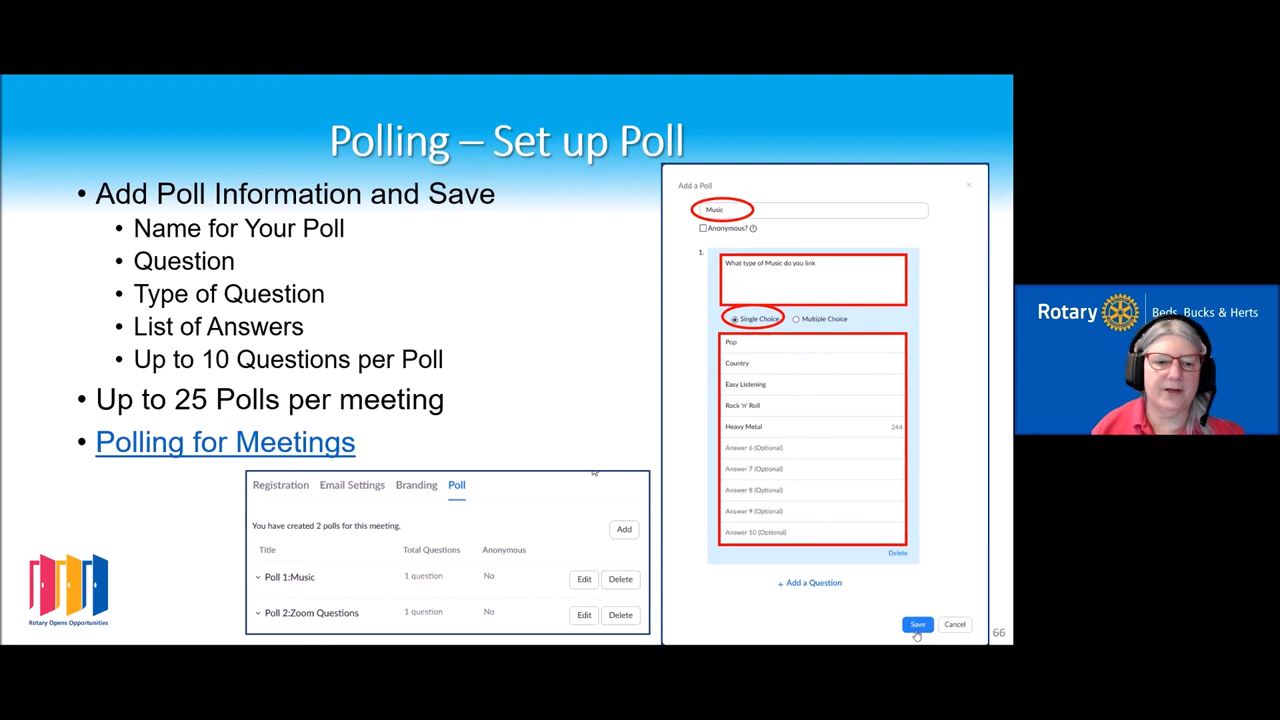 Polling – Set up Poll
• Add Poll Information and Save
• Name for Your Poll
• Question
• Type of Question
• List of Answers
• Up to 10 Questions per Poll
• Up to 25 Polls per meeting
• Polling for Meetings
Registration Email Settings Branding Poll
You have created 2 polls for this meeting.
Add
Title Total Questions Anonymous
Poll 1:Music 1 question No Edit Delete
Poll 2:Zoom Questions 1 question No Edit Delete
Rotary Opens Opportunities
Add a Poll
Music
Anonymous?
1.
What type of Music do you link
Single Choice Multiple Choice
Pop
Country
Easy Listening
Rock 'n' Roll
Heavy Metal 244
Answer 6 (Optional)
Answer 7 (Optional)
Answer 8 (Optional)
Answer 9 (Optional)
Answer 10 (Optional)
Delete
+ Add a Question
Save Cancel
66
Rotary Beds, Bucks & Herts